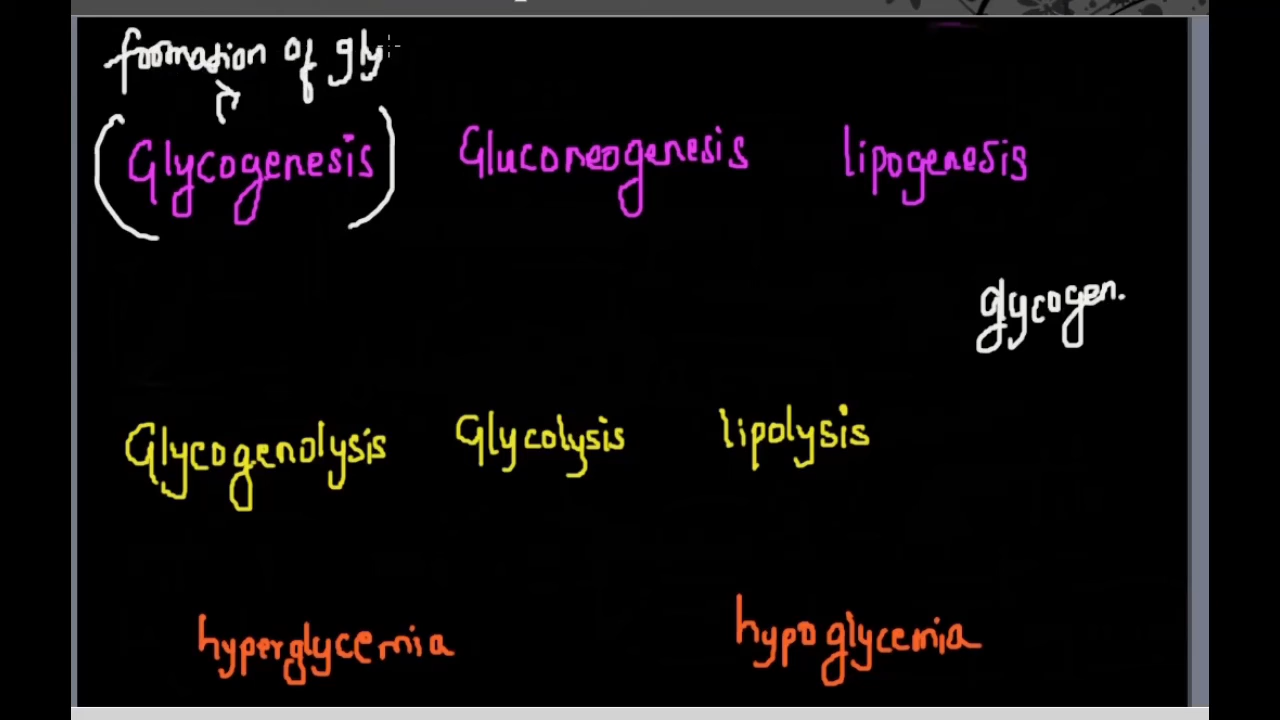 formation of gly
Glycogenesis Gluconeogenesis lipogenesis
glycogen.
Glycogenolysis Glycolysis lipolysis
hyperglycemia hypoglycemia